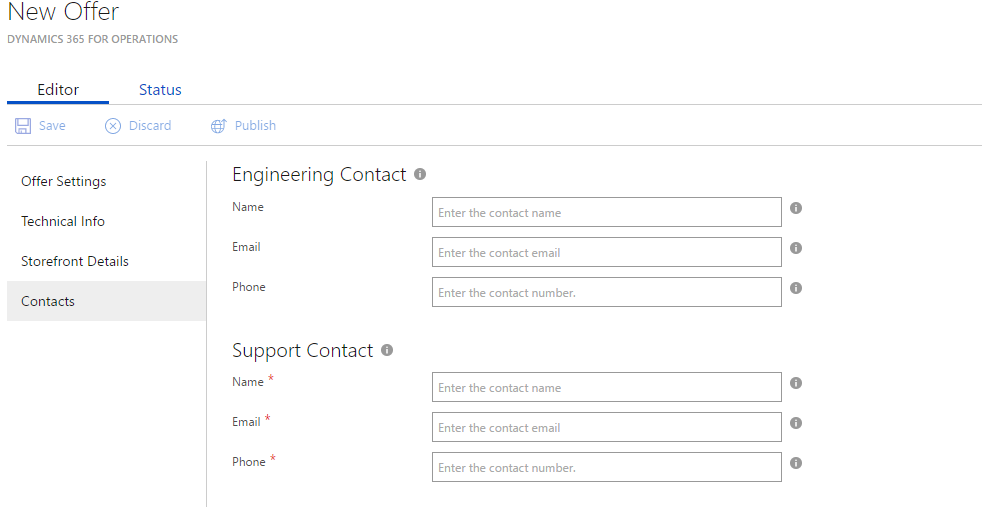 New Offer
DYNAMICS 365 FOR OPERATIONS
Editor Status
Save Discard Publish
Offer Settings
Technical Info
Storefront Details
Contacts
Engineering Contact
Name Enter the contact name
Email Enter the contact email
Phone Enter the contact number.
Support Contact
Name * Enter the contact name
Email * Enter the contact email
Phone * Enter the contact number.